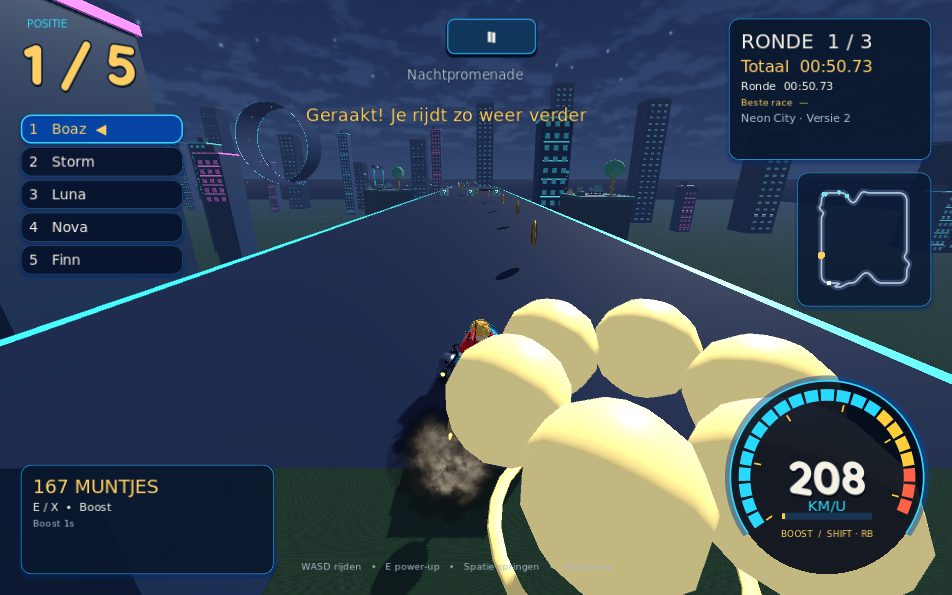 POSITIE
1 / 5
1 Boaz ◀
2 Storm
3 Luna
4 Nova
5 Finn
Nachtpromenade
Geraakt! Je rijdt zo weer verder
RONDE 1 / 3
Totaal 00:50.73
Ronde 00:50.73
Beste race —
Neon City · Versie 2
167 MUNTJES
E / X • Boost
Boost 1s
208
KM/U
BOOST / SHIFT · RB
WASD rijden • E power-up • Spatie springen